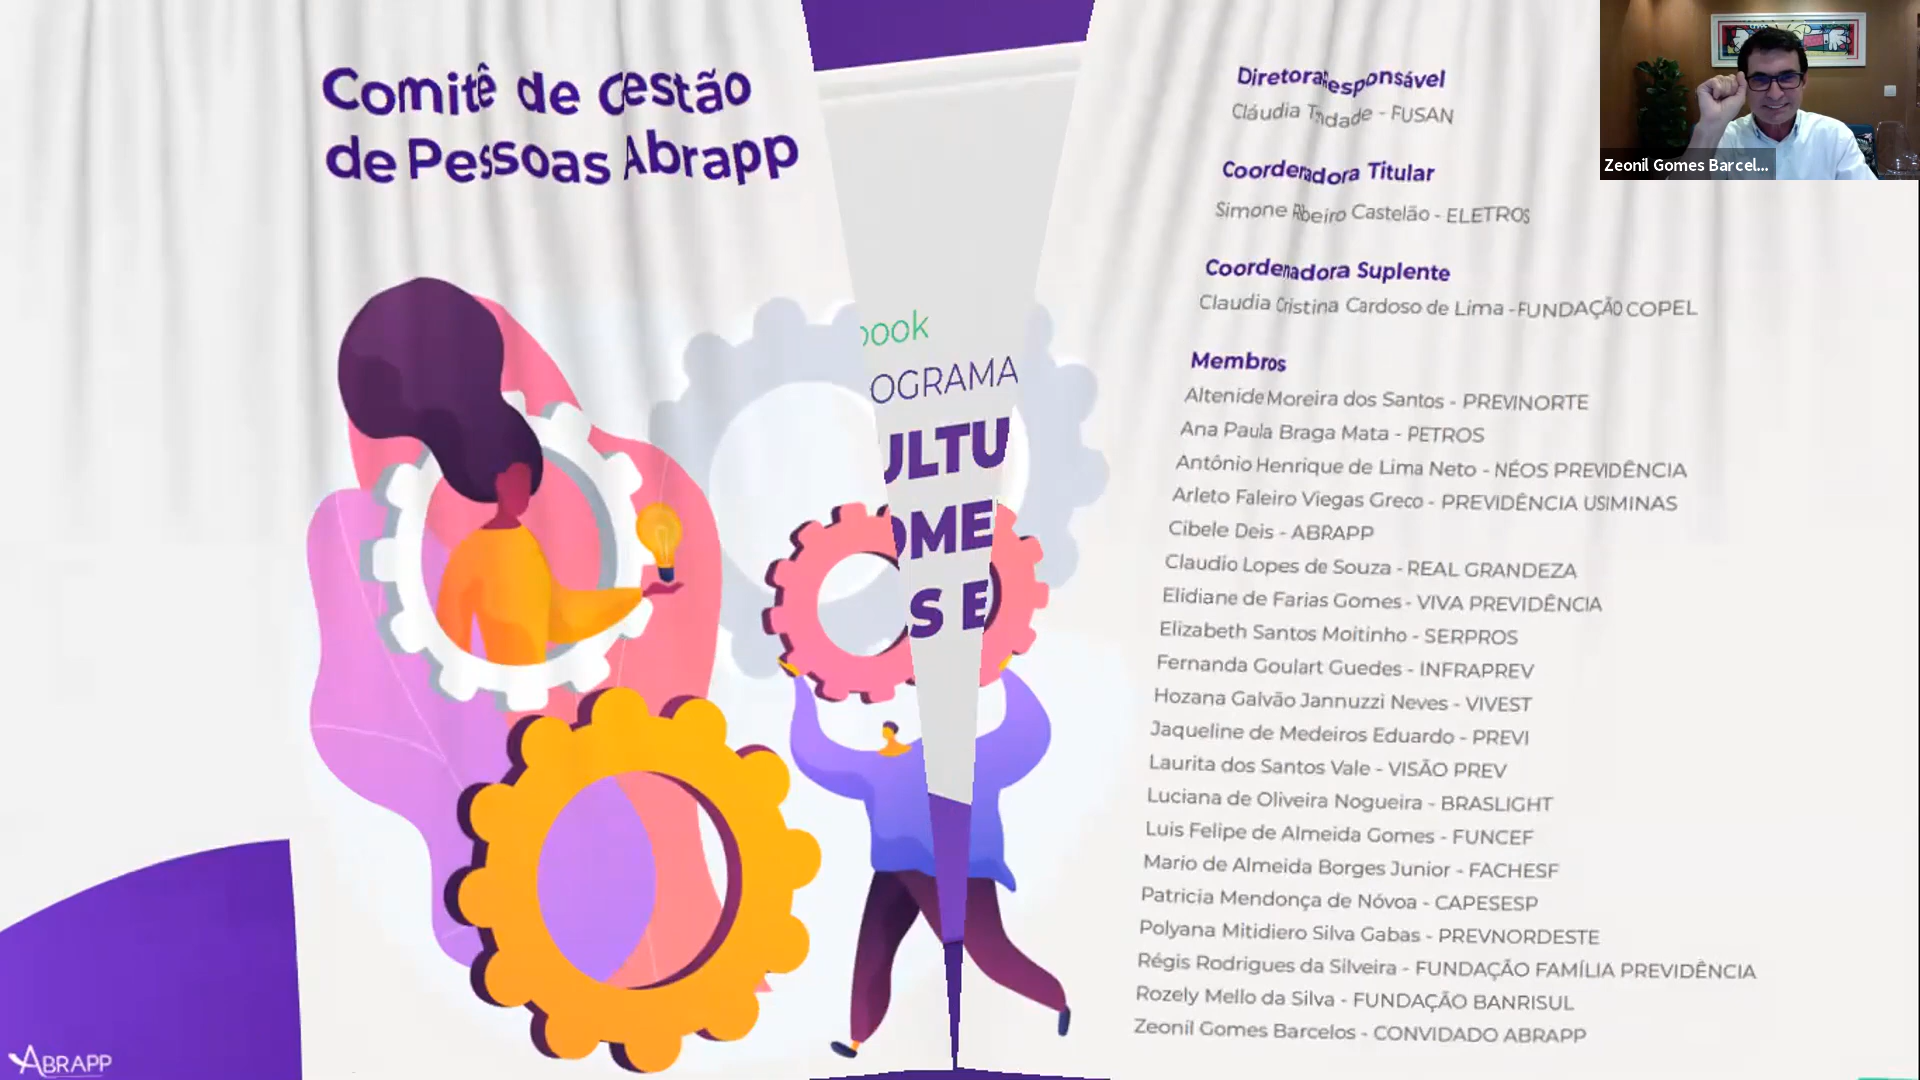 Comitê de Gestão
de Pessoas Abrapp
book
OGRAMA
ULTU
OME
S E
Diretora Responsável
Cláudia Trindade - FUSAN
Coordenadora Titular
Simone Ribeiro Castelão - ELETROS
Coordenadora Suplente
Claudia Cristina Cardoso de Lima -FUNDAÇÃO COPEL
Membros
Altenide Moreira dos Santos - PREVINORTE
Ana Paula Braga Mata - PETROS
Antônio Henrique de Lima Neto - NÉOS PREVIDÊNCIA
Arleto Faleiro Viegas Greco - PREVIDÊNCIA USIMINAS
Cibele Deis - ABRAPP
Claudio Lopes de Souza - REAL GRANDEZA
Elidiane de Farias Gomes - VIVA PREVIDÊNCIA
Elizabeth Santos Moitinho - SERPROS
Fernanda Goulart Guedes - INFRAPREV
Hozana Galvão Jannuzzi Neves - VIVEST
Jaqueline de Medeiros Eduardo - PREVI
Laurita dos Santos Vale - VISÃO PREV
Luciana de Oliveira Nogueira - BRASLIGHT
Luis Felipe de Almeida Gomes - FUNCEF
Mario de Almeida Borges Junior - FACHESF
Patricia Mendonça de Nóvoa - CAPESESP
Polyana Mitidiero Silva Gabas - PREVNORDESTE
Régis Rodrigues da Silveira - FUNDAÇÃO FAMÍLIA PREVIDÊNCIA
Rozely Mello da Silva - FUNDAÇÃO BANRISUL
Zeonil Gomes Barcelos - CONVIDADO ABRAPP
Zeonil Gomes Barcel...
ABRAPP